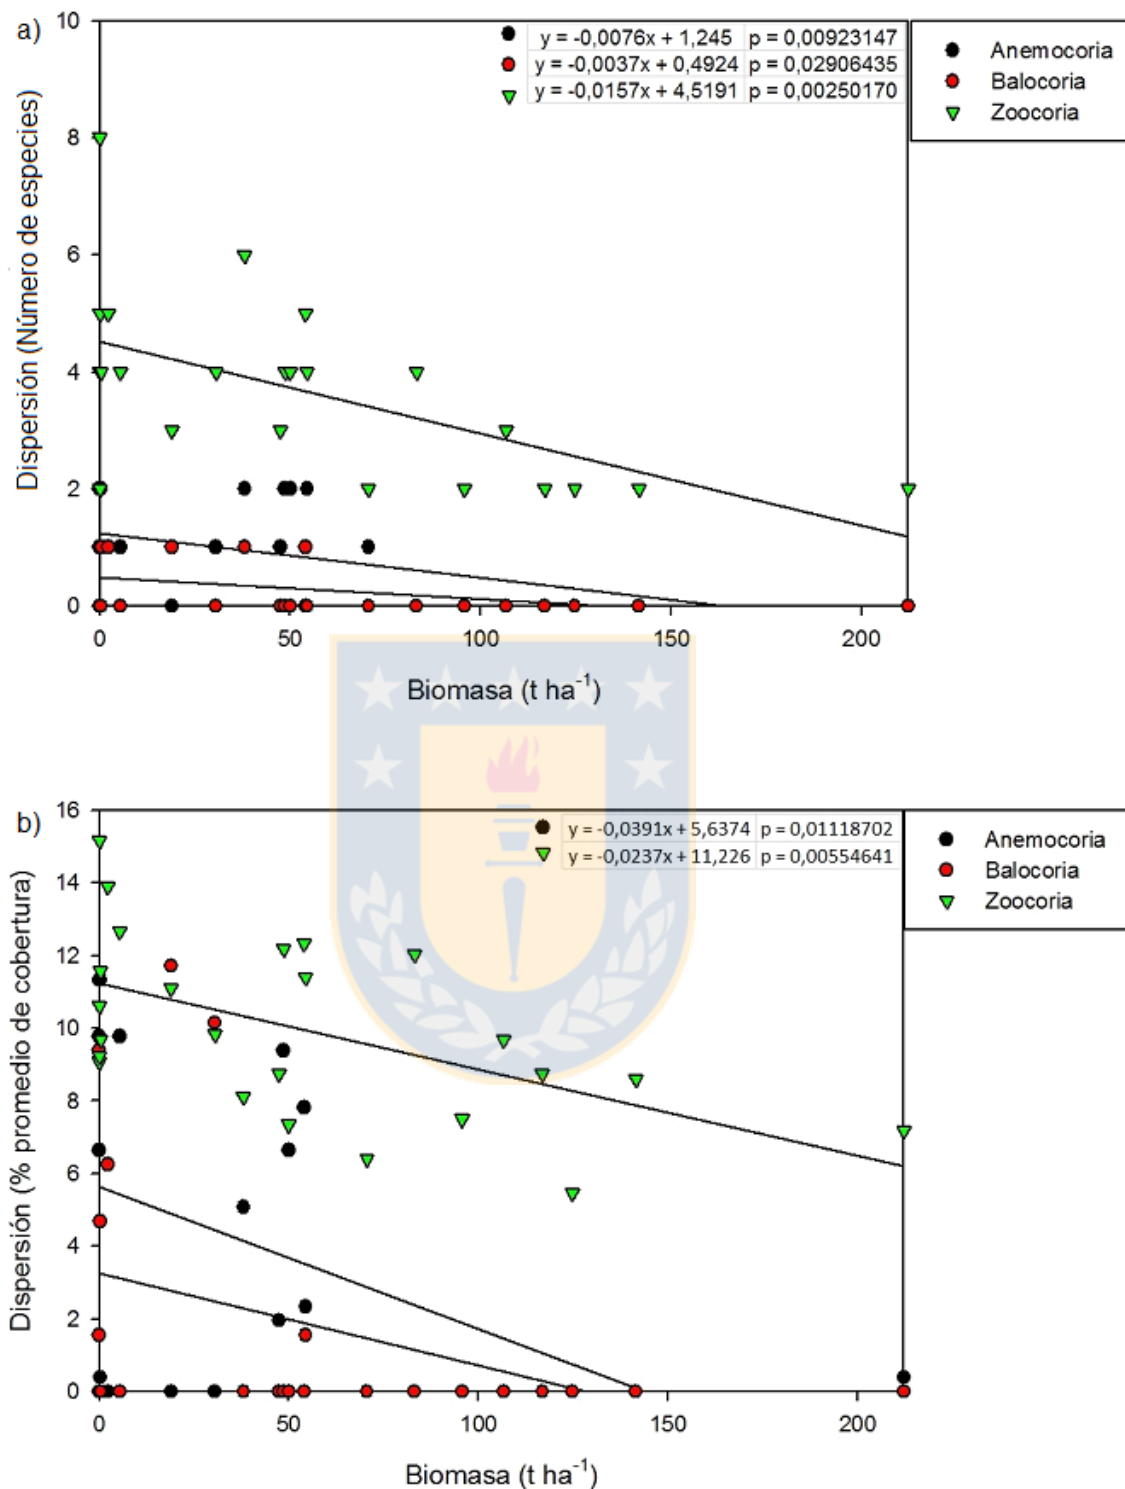 a)
Dispersión (Número de especies)
10
8
6
4
2
0
y = -0,0076x + 1,245 p = 0,00923147
y = -0,0037x + 0,4924 p = 0,02906435
y = -0,0157x + 4,5191 p = 0,00250170
Anemocoria
Balocoria
Zoocoria
0 50 100 150 200
Biomasa (t ha⁻¹)
b)
Dispersión (% promedio de cobertura)
16
14
12
10
8
6
4
2
0
y = -0,0391x + 5,6374 p = 0,01118702
y = -0,0237x + 11,226 p = 0,00554641
Anemocoria
Balocoria
Zoocoria
0 50 100 150 200
Biomasa (t ha⁻¹)